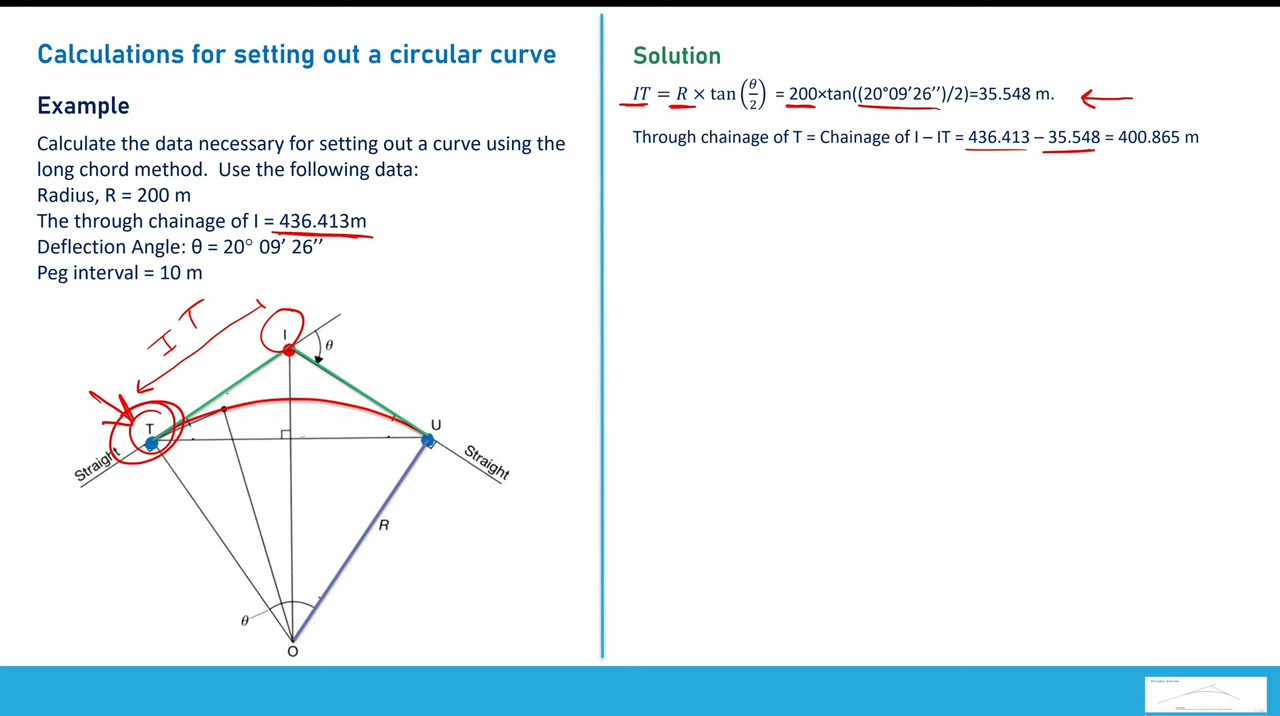 Calculations for setting out a circular curve
Example
Calculate the data necessary for setting out a curve using the
long chord method. Use the following data:
Radius, R = 200 m
The through chainage of I = 436.413m
Deflection Angle: θ = 20° 09’ 26’’
Peg interval = 10 m
I T
I
θ
T
U
Straight
Straight
R
θ
O
Solution
IT = R × tan (θ/2) = 200×tan((20°09’26’’)/2)=35.548 m.
Through chainage of T = Chainage of I – IT = 436.413 – 35.548 = 400.865 m